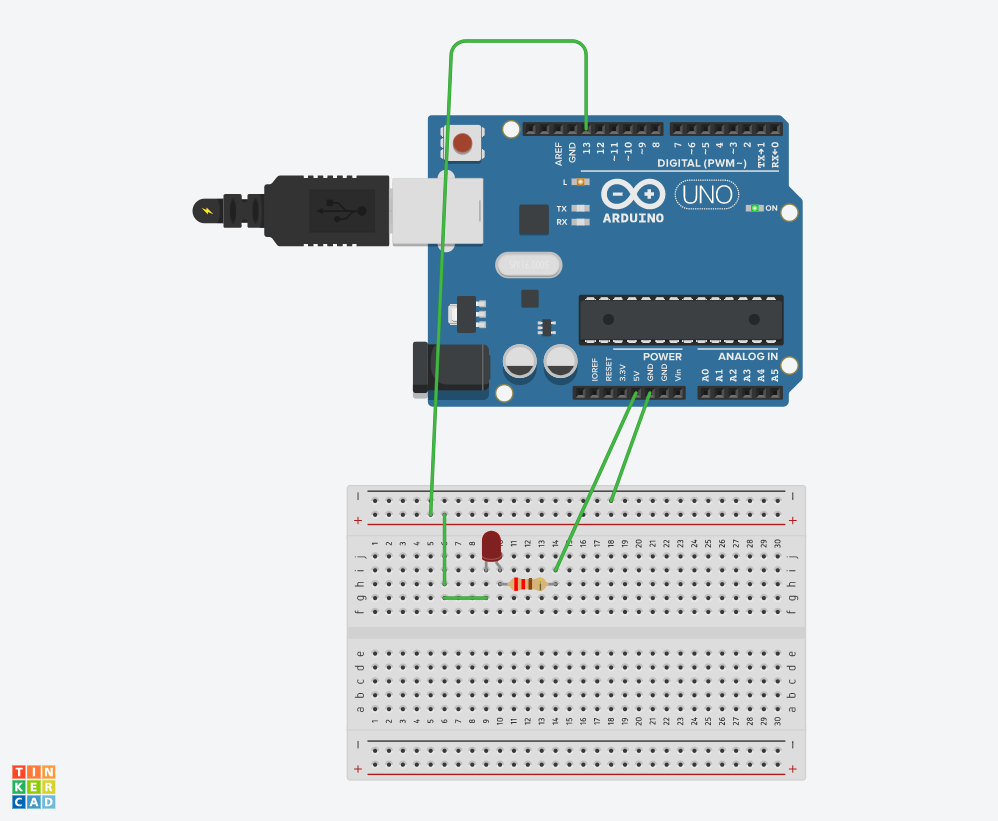 AREF
GND
13
12
~11
~10
~9
8
7
~6
~5
4
~3
2
TX→1
RX←0
DIGITAL (PWM~)
L
TX
RX
ARDUINO
UNO
ON
POWER
ANALOG IN
IOREF
RESET
3.3V
5V
GND
GND
Vin
A0
A1
A2
A3
A4
A5
− −
+ +
1 2 3 4 5 6 7 8 9 11 12 13 14 15 16 17 18 19 20 21 22 23 24 25 26 27 28 29 30
j j
i i
h h
g g
f f
e e
d d
c c
b b
a a
1 2 3 4 5 6 7 8 9 10 11 12 13 14 15 16 17 18 19 20 21 22 23 24 25 26 27 28 29 30
− −
+ +
TIN
KER
CAD